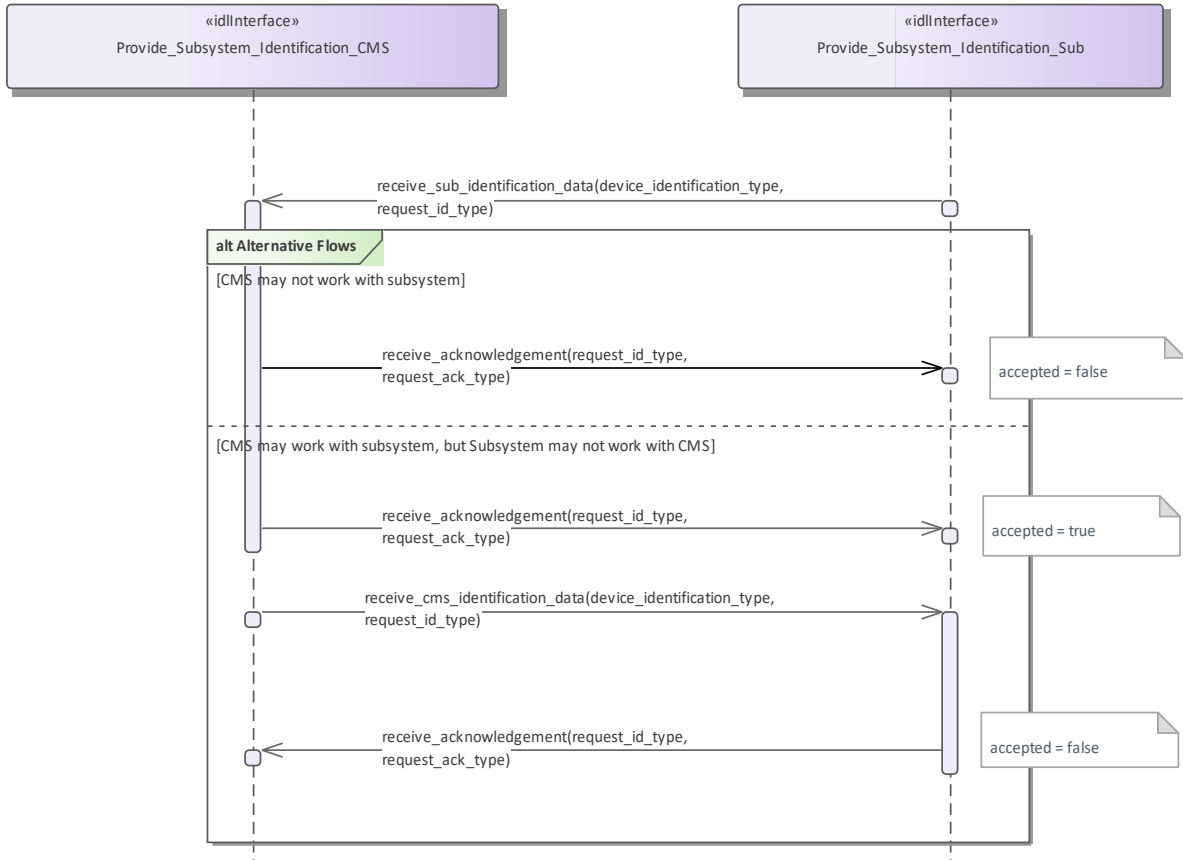 «idlInterface»
Provide_Subsystem_Identification_CMS
«idlInterface»
Provide_Subsystem_Identification_Sub
receive_sub_identification_data(device_identification_type,
request_id_type)
alt Alternative Flows
[CMS may not work with subsystem]
receive_acknowledgement(request_id_type,
request_ack_type)
accepted = false
[CMS may work with subsystem, but Subsystem may not work with CMS]
receive_acknowledgement(request_id_type,
request_ack_type)
accepted = true
receive_cms_identification_data(device_identification_type,
request_id_type)
receive_acknowledgement(request_id_type,
request_ack_type)
accepted = false